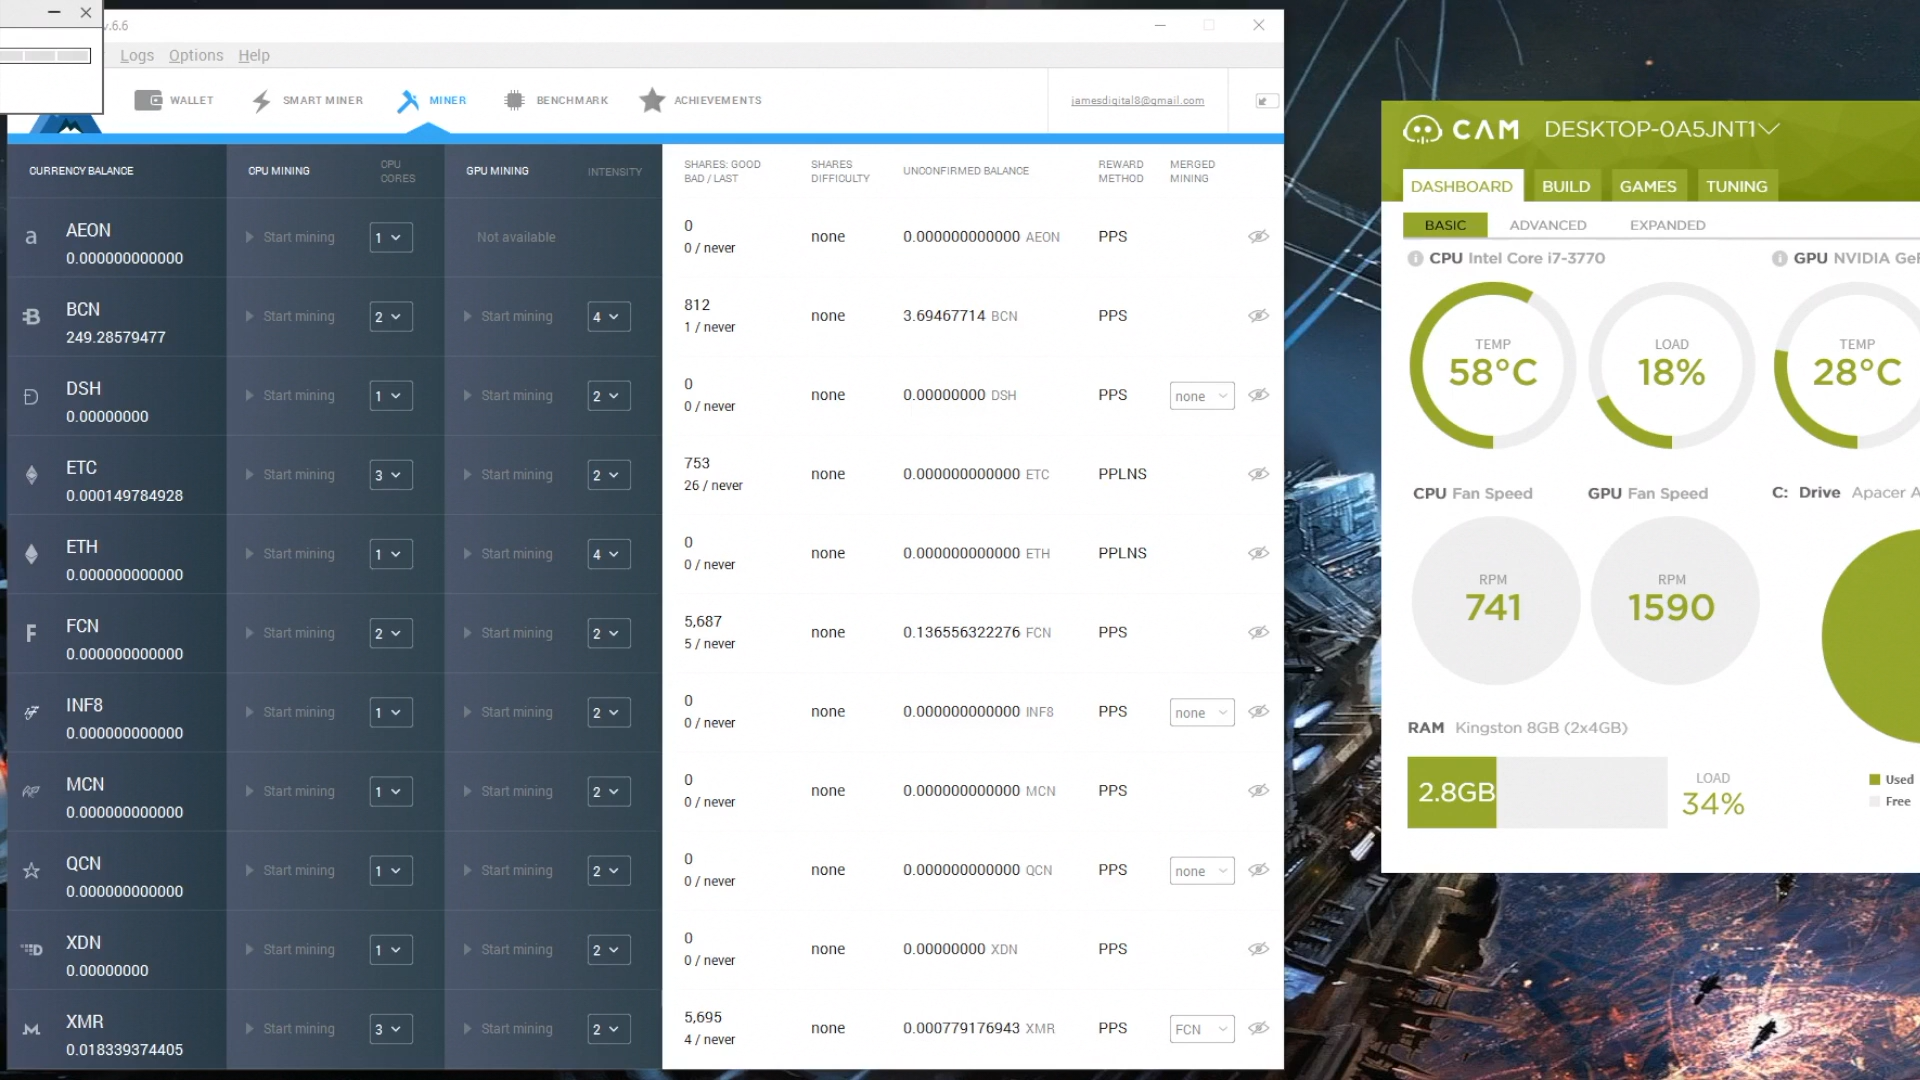 v.6.6
Logs Options Help
WALLET SMART MINER MINER BENCHMARK ACHIEVEMENTS
jamesdigital8@gmail.com
CURRENCY BALANCE CPU MINING CPU CORES GPU MINING INTENSITY SHARES: GOOD BAD / LAST SHARES DIFFICULTY UNCONFIRMED BALANCE REWARD METHOD MERGED MINING
AEON
0.000000000000
Start mining 1 Not available
0
0 / never
none 0.000000000000 AEON PPS
BCN
249.28579477
Start mining 2 Start mining 4
812
1 / never
none 3.69467714 BCN PPS
DSH
0.00000000
Start mining 1 Start mining 2
0
0 / never
none 0.00000000 DSH PPS none
ETC
0.000149784928
Start mining 3 Start mining 2
753
26 / never
none 0.000000000000 ETC PPLNS
ETH
0.000000000000
Start mining 1 Start mining 4
0
0 / never
none 0.000000000000 ETH PPLNS
FCN
0.000000000000
Start mining 2 Start mining 2
5,687
5 / never
none 0.136556322276 FCN PPS
INF8
0.000000000000
Start mining 1 Start mining 2
0
0 / never
none 0.000000000000 INF8 PPS none
MCN
0.000000000000
Start mining 1 Start mining 2
0
0 / never
none 0.000000000000 MCN PPS
QCN
0.000000000000
Start mining 1 Start mining 2
0
0 / never
none 0.000000000000 QCN PPS none
XDN
0.00000000
Start mining 1 Start mining 2
0
0 / never
none 0.00000000 XDN PPS
XMR
0.018339374405
Start mining 3 Start mining 2
5,695
4 / never
none 0.000779176943 XMR PPS FCN
CAM DESKTOP-0A5JNT1
DASHBOARD BUILD GAMES TUNING
BASIC ADVANCED EXPANDED
CPU Intel Core i7-3770 GPU NVIDIA
TEMP LOAD TEMP
58°C 18% 28°C
CPU Fan Speed GPU Fan Speed C: Drive Apacer
RPM RPM
741 1590
RAM Kingston 8GB (2x4GB)
2.8GB
LOAD
34%
Used
Free